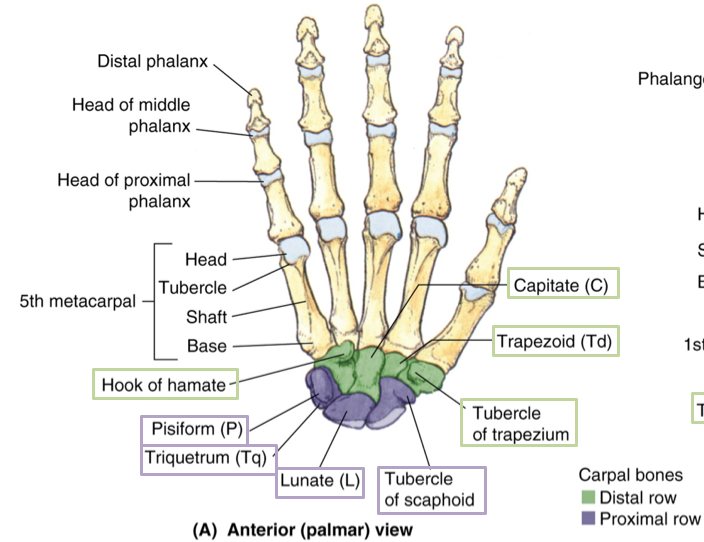 Distal phalanx
Head of middle
phalanx
Head of proximal
phalanx
Head
Tubercle
5th metacarpal
Shaft
Base
Hook of hamate
Pisiform (P)
Triquetrum (Tq)
Lunate (L)
Tubercle
of scaphoid
Capitate (C)
Trapezoid (Td)
Tubercle
of trapezium
Phalang
H
S
1st
T
Carpal bones
Distal row
Proximal row
(A) Anterior (palmar) view